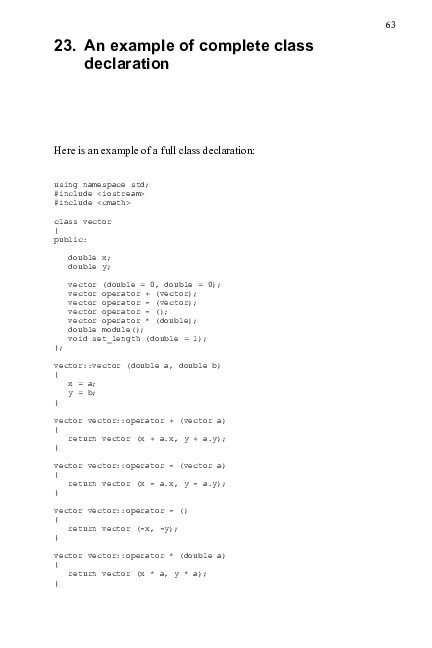 63
23. An example of complete class
declaration
Here is an example of a full class declaration:
using namespace std;
#include <iostream>
#include <cmath>
class vector
{
public:
double x;
double y;
vector (double = 0, double = 0);
vector operator + (vector);
vector operator - (vector);
vector operator - ();
vector operator * (double);
double module();
void set_length (double = 1);
};
vector::vector (double a, double b)
{
x = a;
y = b;
}
vector vector::operator + (vector a)
{
return vector (x + a.x, y + a.y);
}
vector vector::operator - (vector a)
{
return vector (x - a.x, y - a.y);
}
vector vector::operator - ()
{
return vector (-x, -y);
}
vector vector::operator * (double a)
{
return vector (x * a, y * a);
}